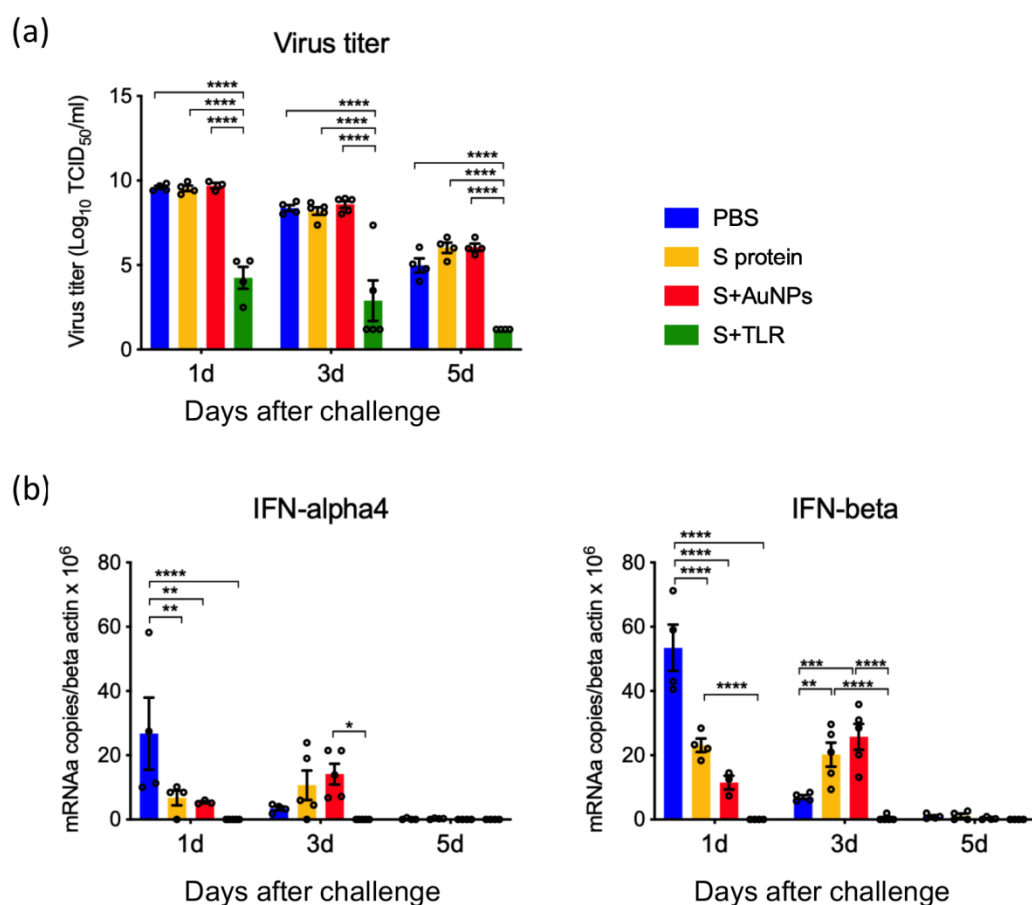 (a)
Virus titer
****
****
****
****
****
****
****
****
****
15
10
5
0
Virus titer (Log10 TCID50/ml)
1d
3d
5d
Days after challenge
PBS
S protein
S+AuNPs
S+TLR
(b)
IFN-alpha4
mRNAa copies/beta actin x 10^6
80
60
40
20
0
****
**
**
*
1d
3d
5d
Days after challenge
IFN-beta
mRNAa copies/beta actin x 10^6
80
60
40
20
0
****
****
****
****
***
****
**
****
1d
3d
5d
Days after challenge